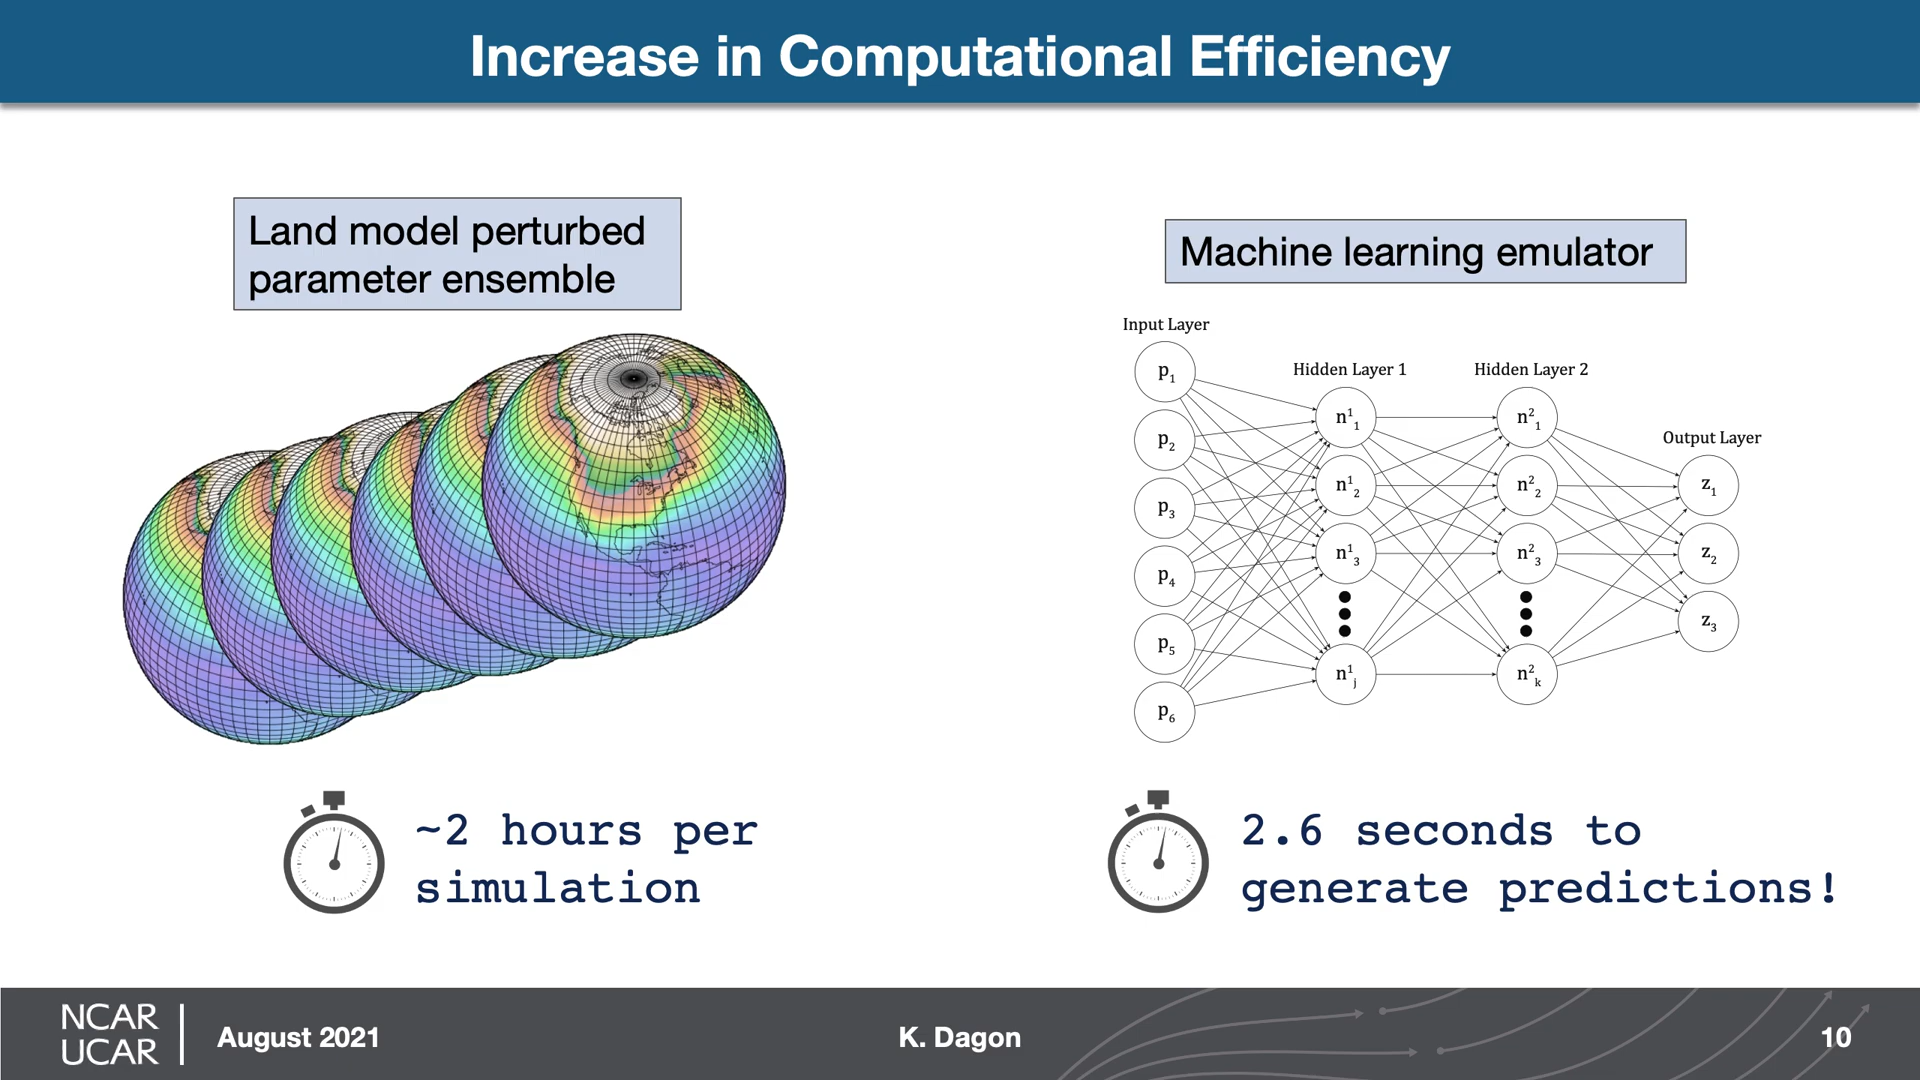 Increase in Computational Efficiency
Land model perturbed
parameter ensemble
Machine learning emulator
Input Layer
Hidden Layer 1
Hidden Layer 2
Output Layer
p1
p2
p3
p4
p5
p6
n11
n12
n13
n1j
n21
n22
n23
n2k
z1
z2
z3
~2 hours per
simulation
2.6 seconds to
generate predictions!
NCAR
UCAR
August 2021
K. Dagon
10